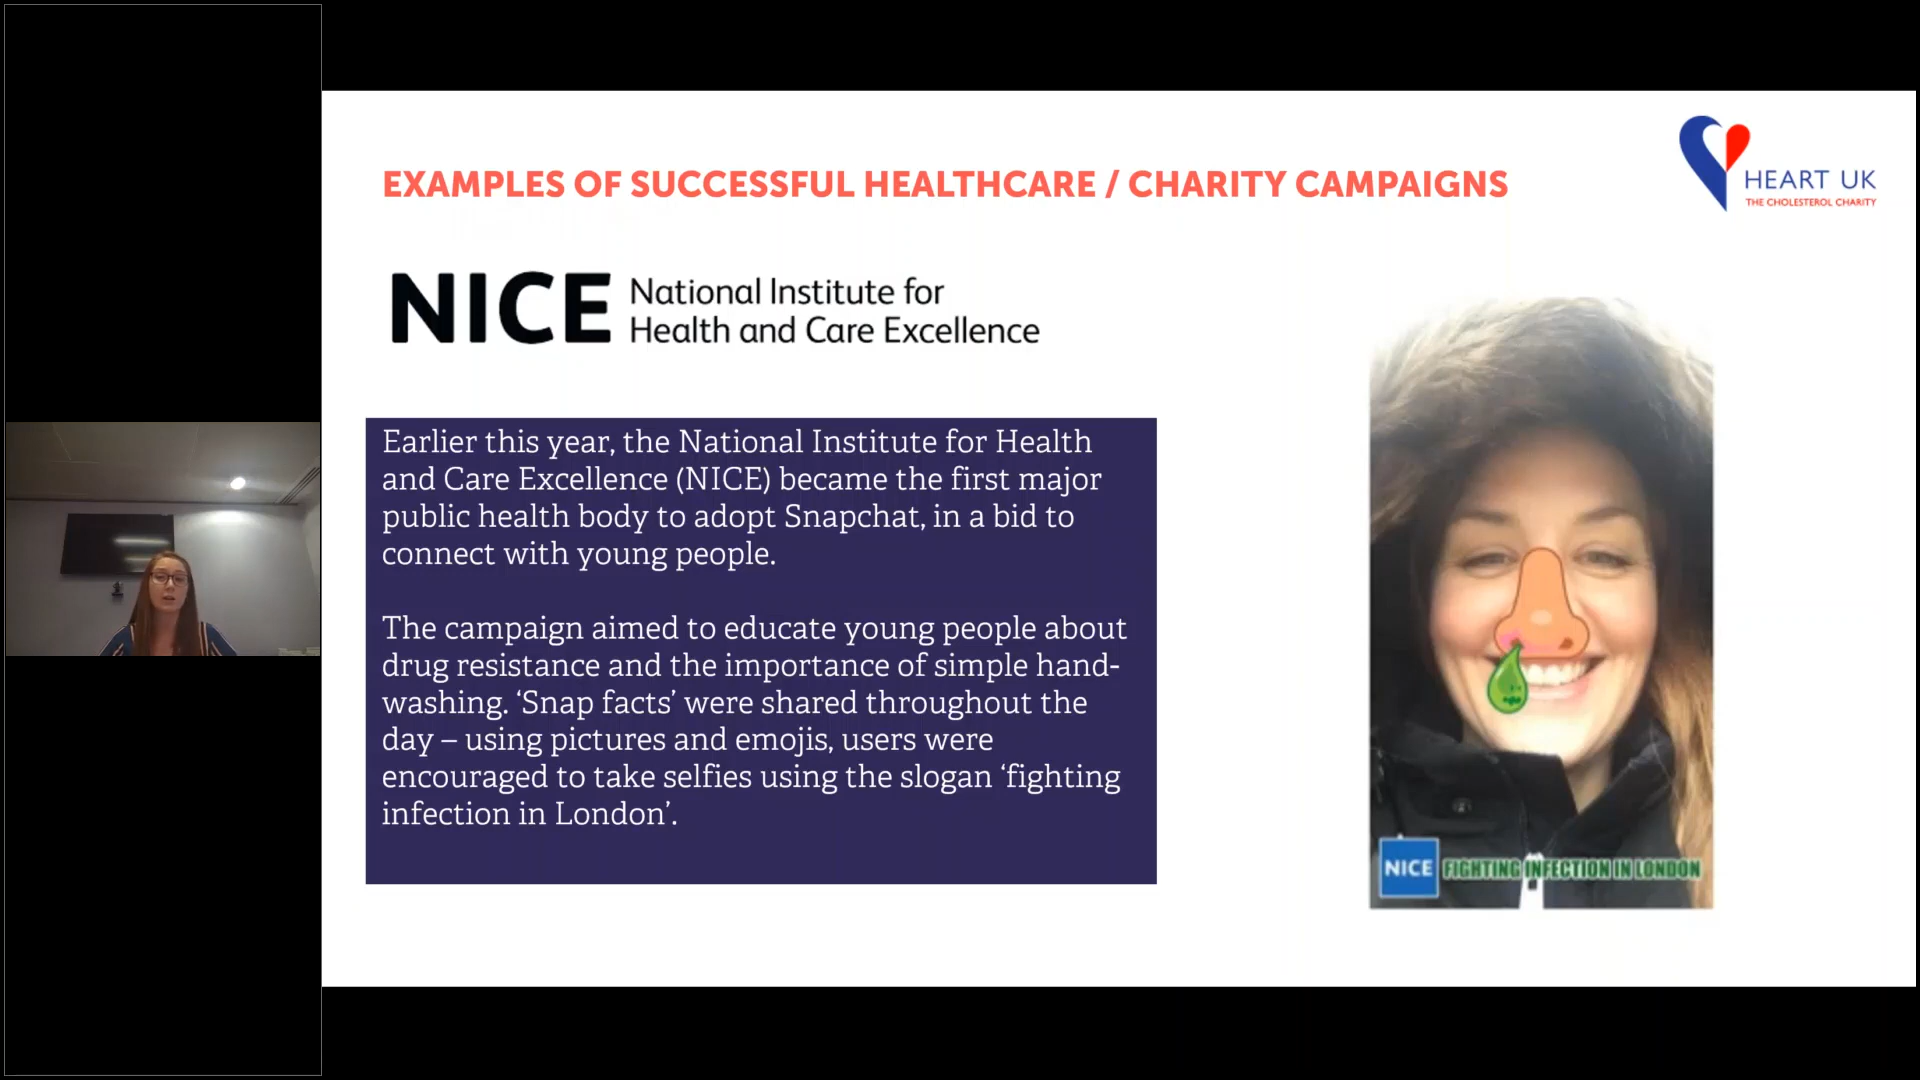 EXAMPLES OF SUCCESSFUL HEALTHCARE / CHARITY CAMPAIGNS
HEART UK
THE CHOLESTEROL CHARITY
NICE
National Institute for
Health and Care Excellence
Earlier this year, the National Institute for Health
and Care Excellence (NICE) became the first major
public health body to adopt Snapchat, in a bid to
connect with young people.
The campaign aimed to educate young people about
drug resistance and the importance of simple hand-
washing. ‘Snap facts’ were shared throughout the
day – using pictures and emojis, users were
encouraged to take selfies using the slogan ‘fighting
infection in London’.
NICE
FIGHTING INFECTION IN LONDON